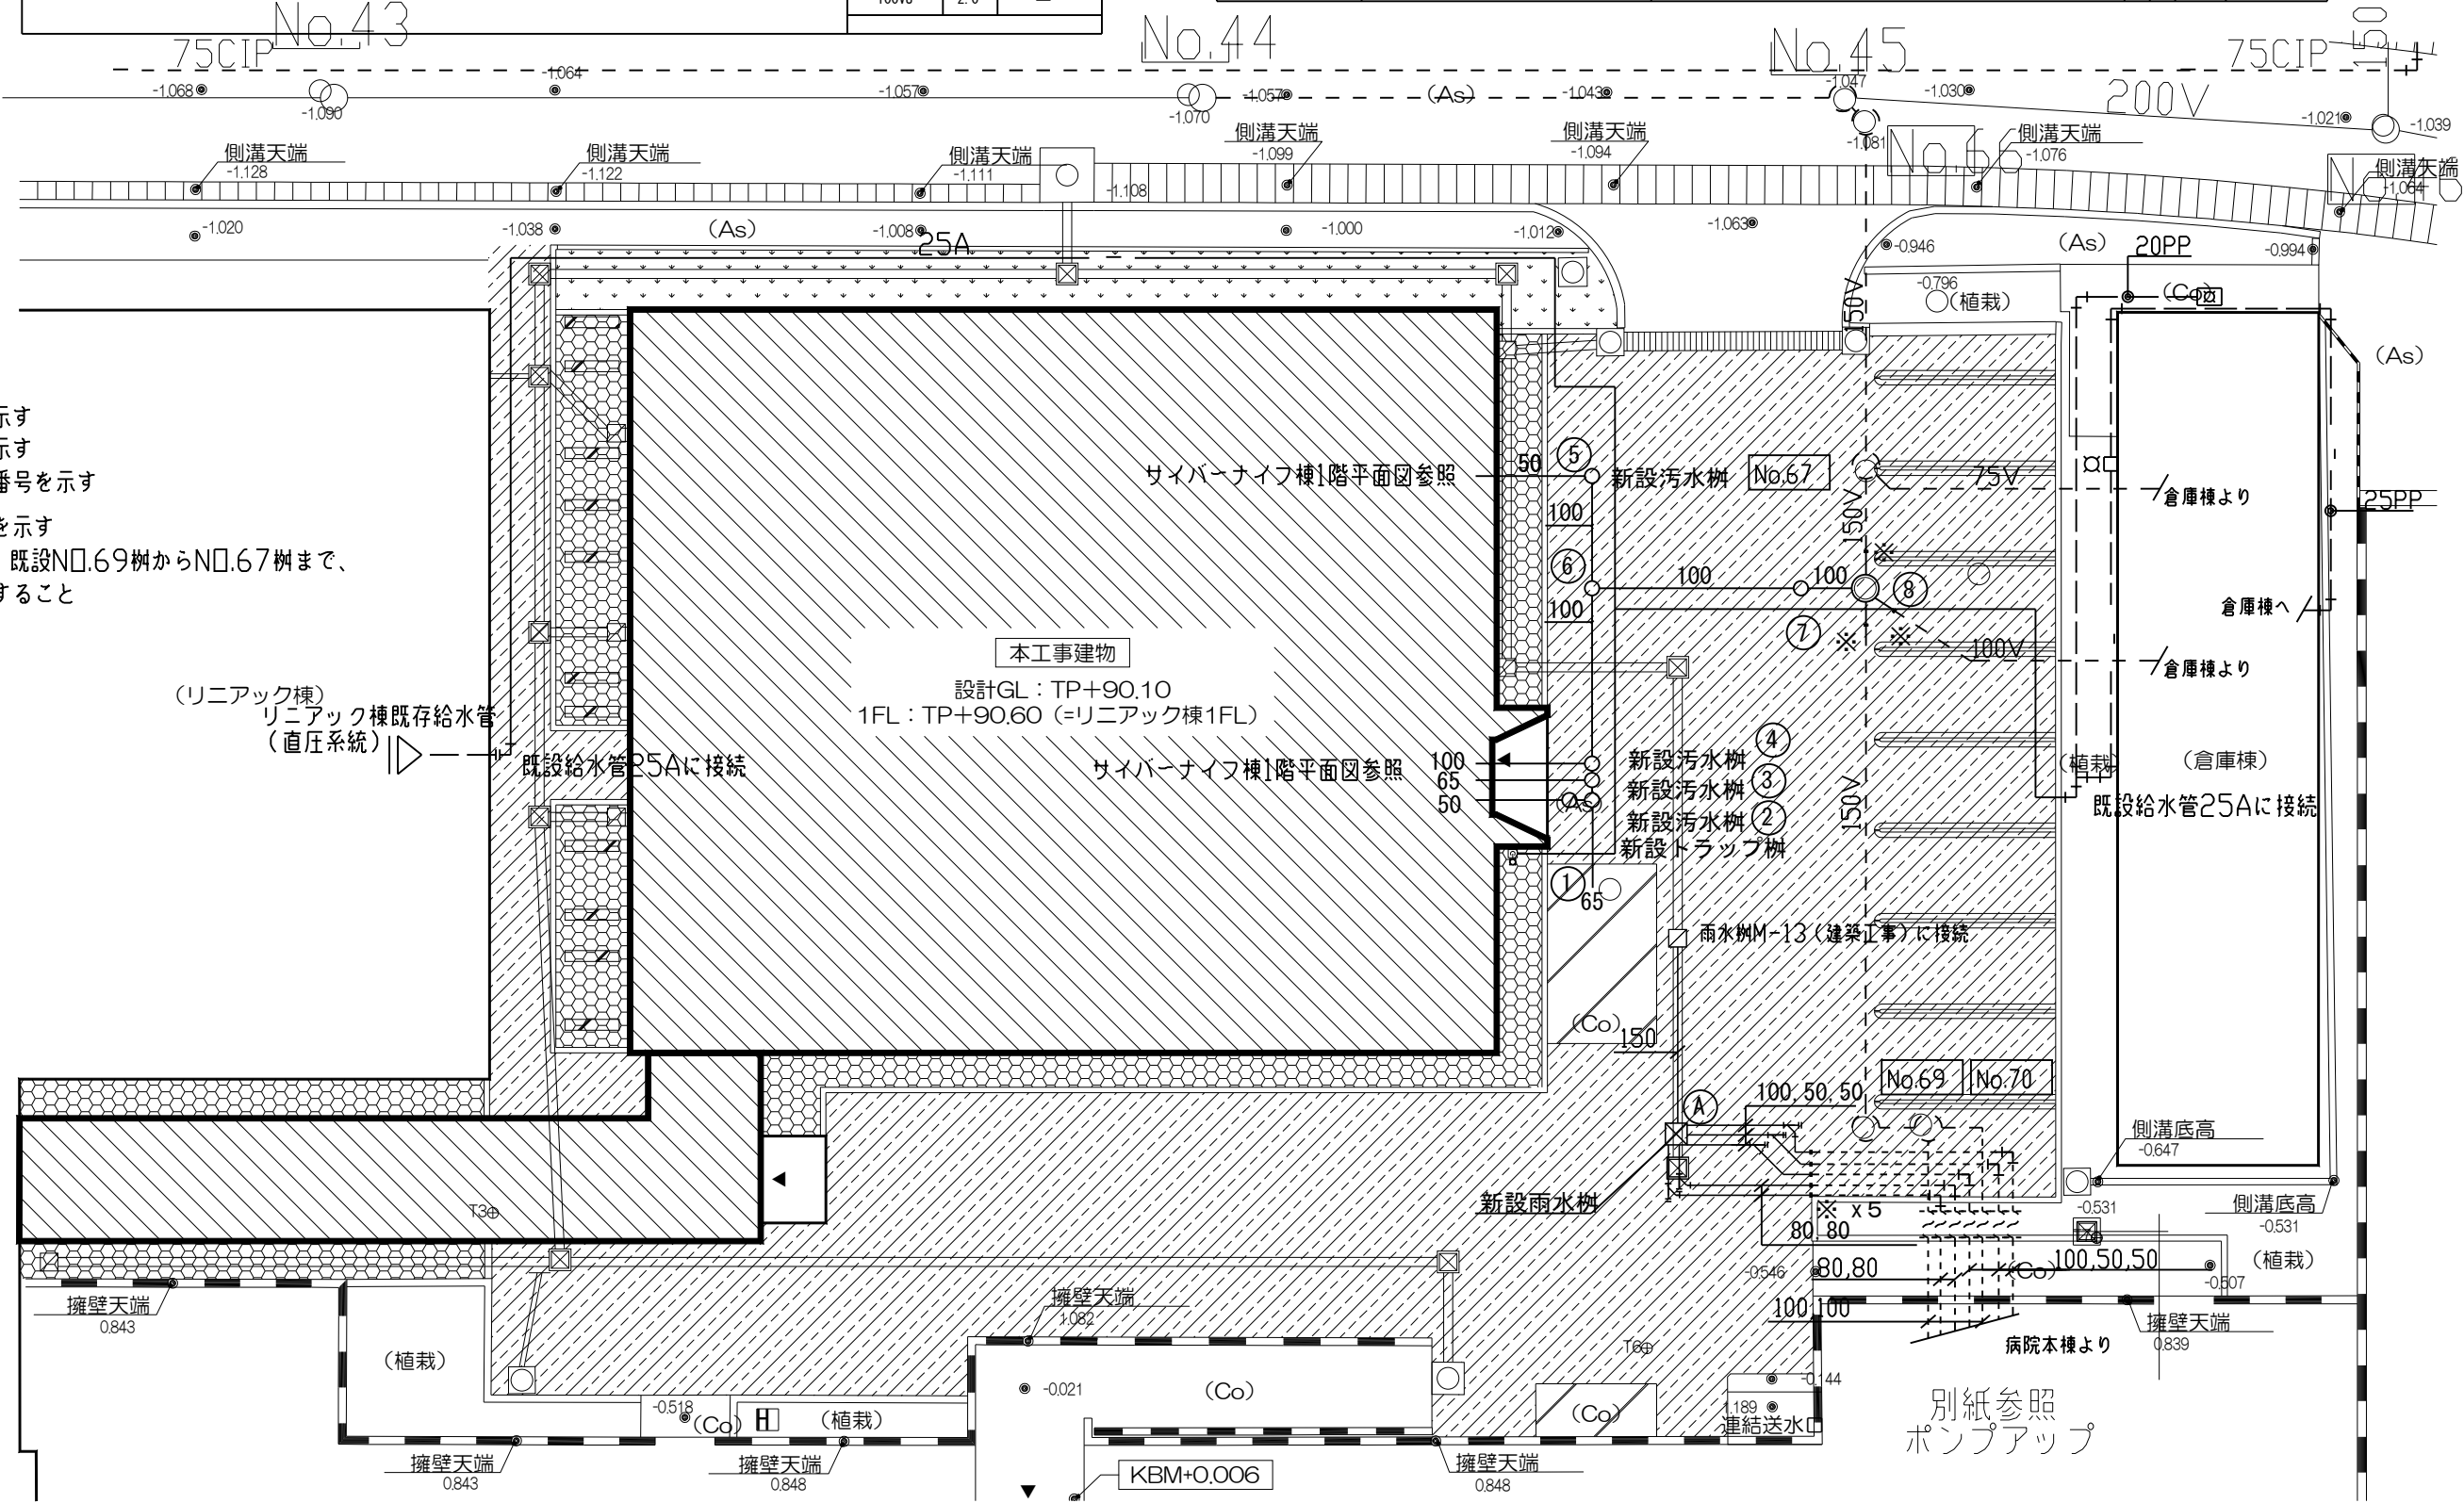 2.0
No.43
No.44
No.45
75CIP
75CIP
150
-1.064
-1.068
-1.090
-1.057
-1.057
-1.070
(As)
-1.043
-1.047
-1.030
200V
-1.021
-1.039
-1.081
側溝天端
-1.128
側溝天端
-1.122
側溝天端
-1.111
側溝天端
-1.099
側溝天端
-1.094
側溝天端
-1.076
側溝天端
-1.064
-1.108
-1.020
-1.038
(As)
-1.008
25A
-1.000
-1.012
-1.063
-0.946
(As)
20PP
-0.994
-0.796
(植栽)
(Co)
150V
(As)
示す
示す
番号を示す
を示す
既設NO.69桝からNO.67桝まで、
すること
サイバーナイフ棟1階平面図参照
50
⑤
新設汚水桝
No.67
75V
倉庫棟より
25PP
100
150V
※
⑥
100
100
⑧
100
⑦
※
※
100V
倉庫棟へ
倉庫棟より
本工事建物
設計GL：TP+90.10
1FL：TP+90.60（=リニアック棟1FL）
(リニアック棟)
リニアック棟既存給水管
(直圧系統)
既設給水管25Aに接続
サイバーナイフ棟1階平面図参照
100
65
50
(As)
新設汚水桝 ④
新設汚水桝 ③
新設汚水桝 ②
新設トラップ桝
①
65
150V
(植栽)
(倉庫棟)
既設給水管25Aに接続
雨水桝M-13(建築工事)に接続
(Co)
150
Ⓐ
100,50,50
No.69
No.70
側溝底高
-0.647
新設雨水桝
※ x5
80,80
-0.531
側溝底高
-0.531
T3
-0.546
80,80
(Co)
100,50,50
-0.507
(植栽)
100,100
擁壁天端
0.843
擁壁天端
1.082
擁壁天端
0.839
病院本棟より
T6
(植栽)
-0.021
(Co)
-0.144
-0.518
(Co)
H
(植栽)
(Co)
1.189
連結送水口
別紙参照
ポンプアップ
擁壁天端
0.843
擁壁天端
0.848
KBM+0.006
擁壁天端
0.848